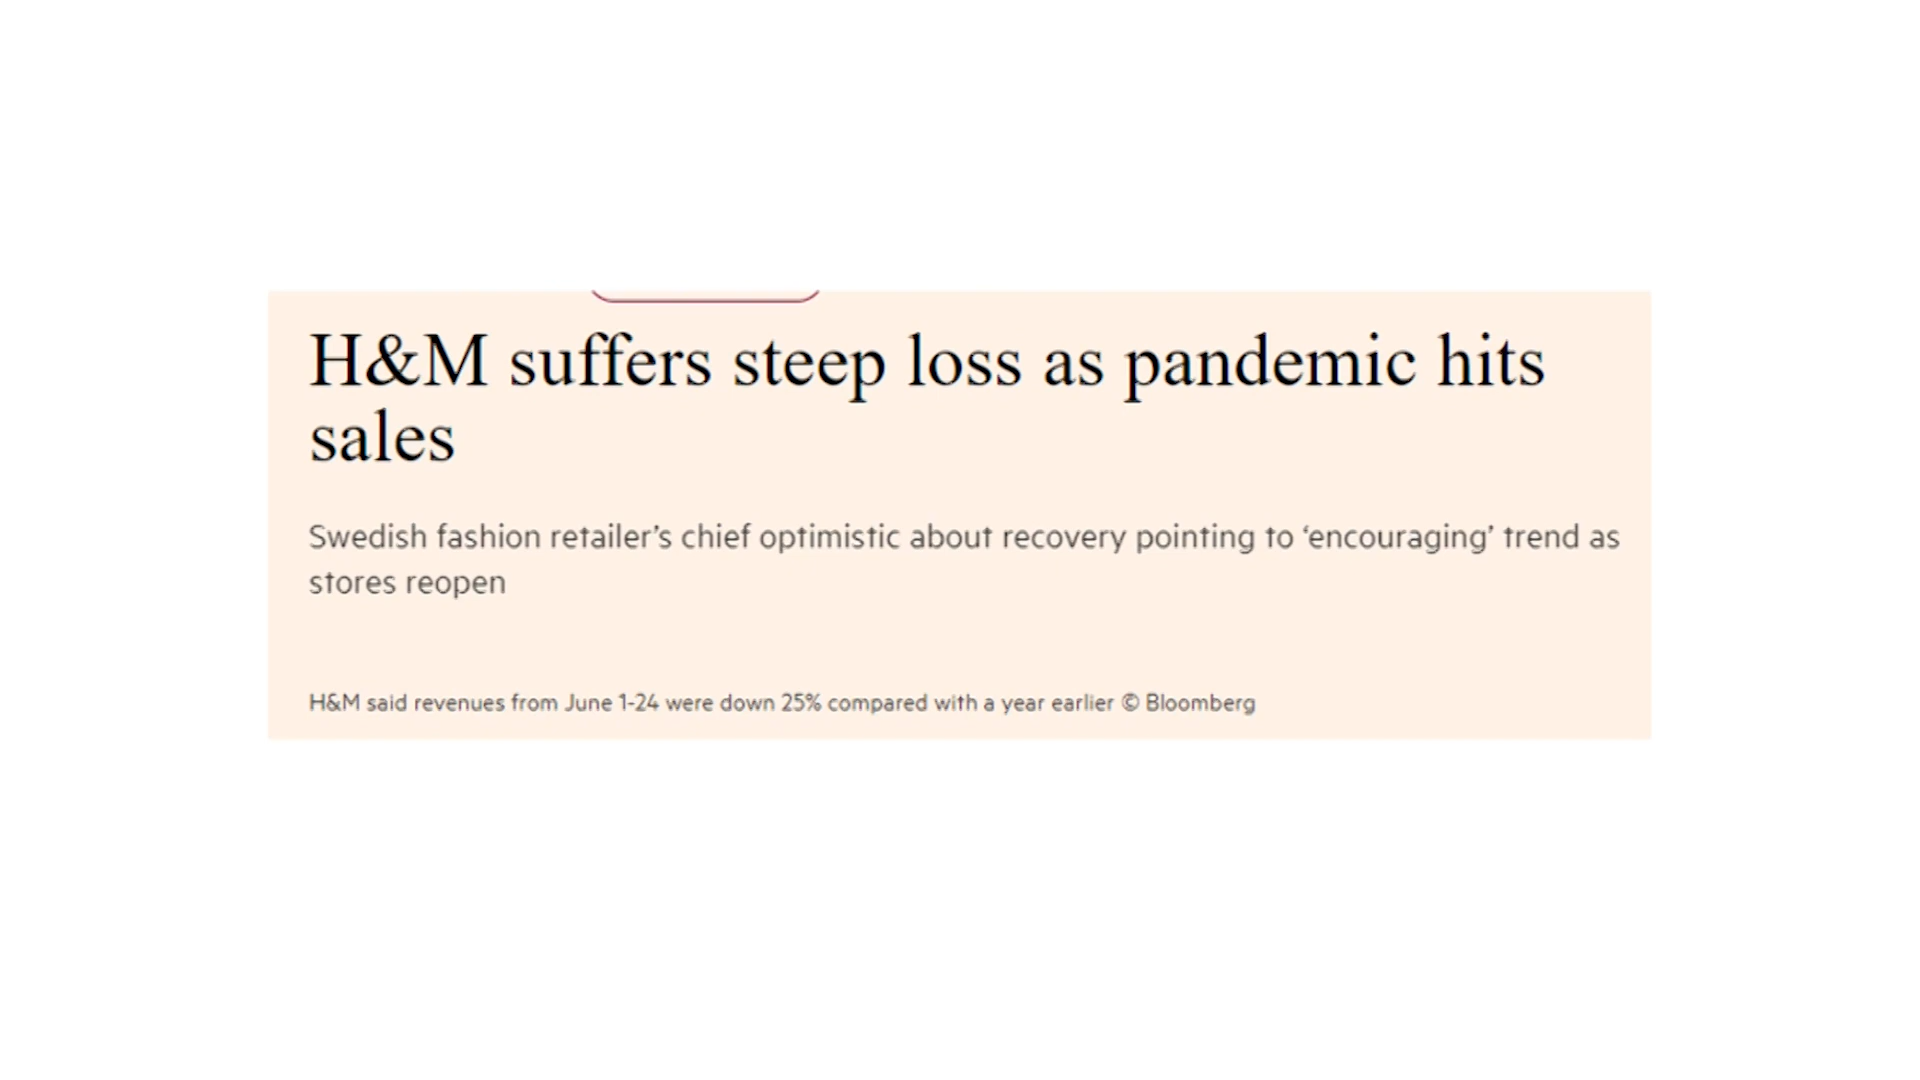 H&M suffers steep loss as pandemic hits
sales
Swedish fashion retailer’s chief optimistic about recovery pointing to ‘encouraging’ trend as
stores reopen
H&M said revenues from June 1-24 were down 25% compared with a year earlier © Bloomberg